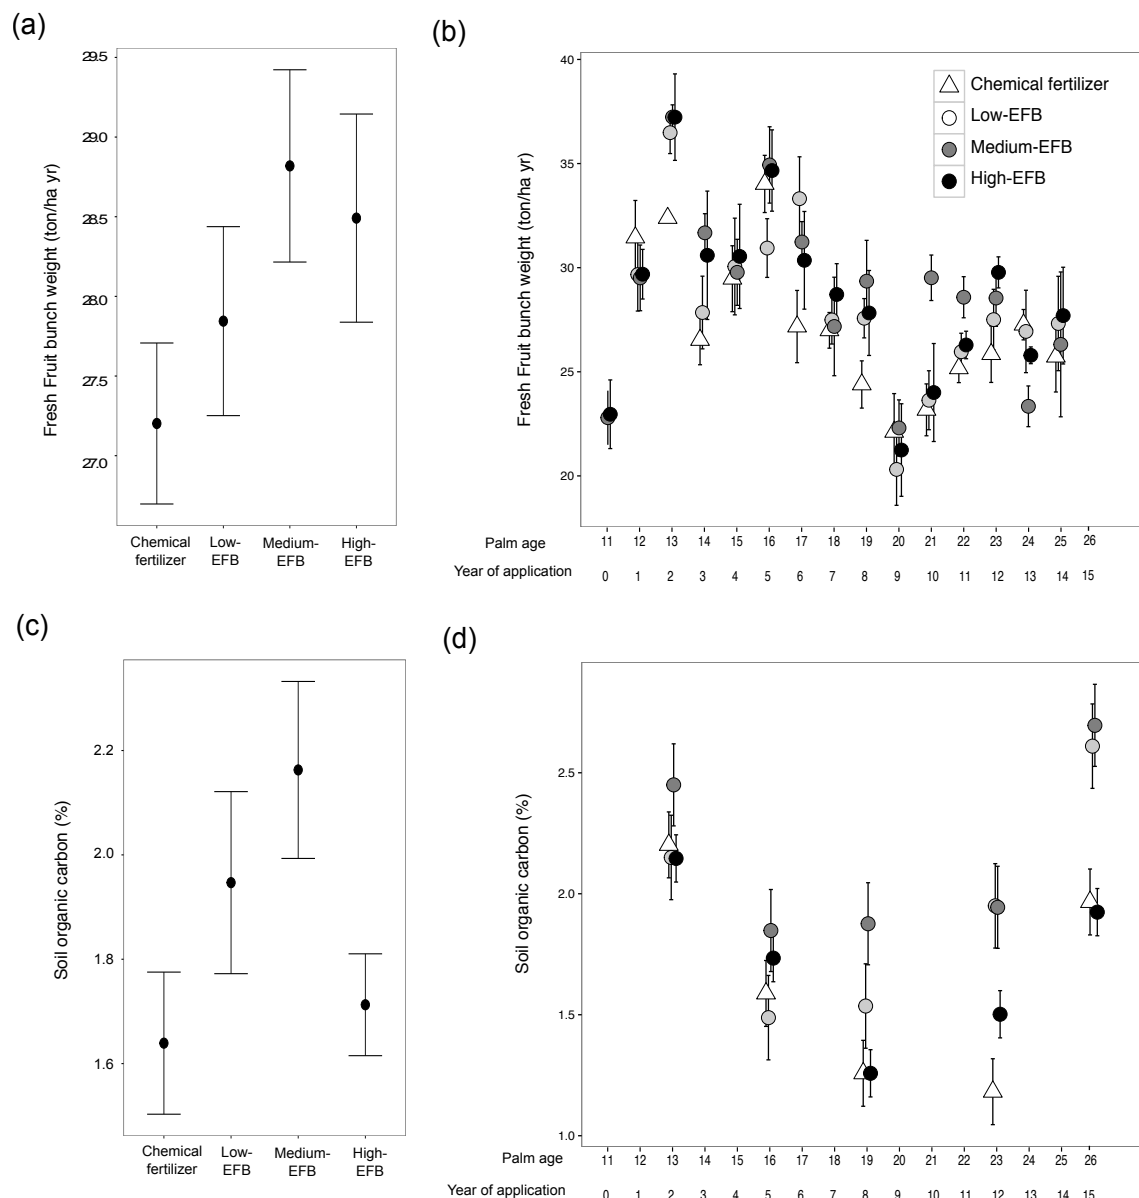 (a)
Fresh Fruit bunch weight (ton/ha yr)
29.5
29.0
28.5
28.0
27.5
27.0
Chemical fertilizer
Low-EFB
Medium-EFB
High-EFB
(b)
Fresh Fruit bunch weight (ton/ha yr)
40
35
30
25
20
Chemical fertilizer
Low-EFB
Medium-EFB
High-EFB
Palm age 11 12 13 14 15 16 17 18 19 20 21 22 23 24 25 26
Year of application 0 1 2 3 4 5 6 7 8 9 10 11 12 13 14 15
(c)
Soil organic carbon (%)
2.2
2.0
1.8
1.6
Chemical fertilizer
Low-EFB
Medium-EFB
High-EFB
(d)
Soil organic carbon (%)
2.5
2.0
1.5
1.0
Palm age 11 12 13 14 15 16 17 18 19 20 21 22 23 24 25 26
Year of application 0 1 2 3 4 5 6 7 8 9 10 11 12 13 14 15